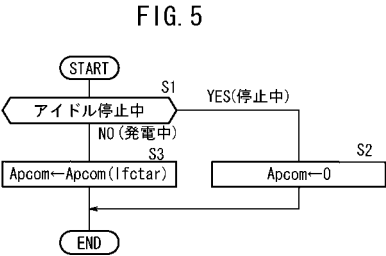 FIG. 5
START
S1
アイドル停止中
YES(停止中)
NO(発電中)
S3
Apcom←Apcom(Ifctar)
S2
Apcom←0
END